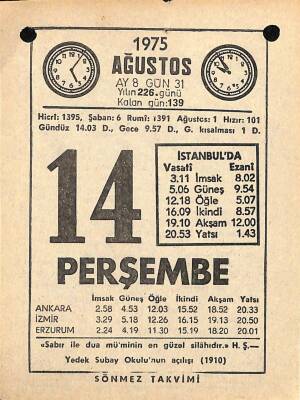 1975
AĞUSTOS
AY 8 GÜN 31
Yılın 226. günü
Kalan gün: 139
Hicrî: 1395, Şaban: 6 Rumî: 1391 Ağustos: 1 Hızır: 101
Gündüz 14.03 D., Gece 9.57 D., G. kısalması 1 D.
14
İSTANBUL'DA
Vasatî Ezanî
3.11 İmsak 8.02
5.06 Güneş 9.54
12.18 Öğle 5.07
16.09 İkindi 8.57
19.10 Akşam 12.00
20.53 Yatsı 1.43
PERŞEMBE
İmsak Güneş Öğle İkindi Akşam Yatsı
ANKARA 2.58 4.53 12.03 15.52 18.52 20.33
İZMİR 3.29 5.18 12.26 16.15 19.13 20.50
ERZURUM 2.24 4.19 11.30 15.19 18.20 20.01
«Sabır ile dua mü'minin en güzel silâhıdır.» H. Ş.—
Yedek Subay Okulu'nun açılışı (1910)
SÖNMEZ TAKVİMİ